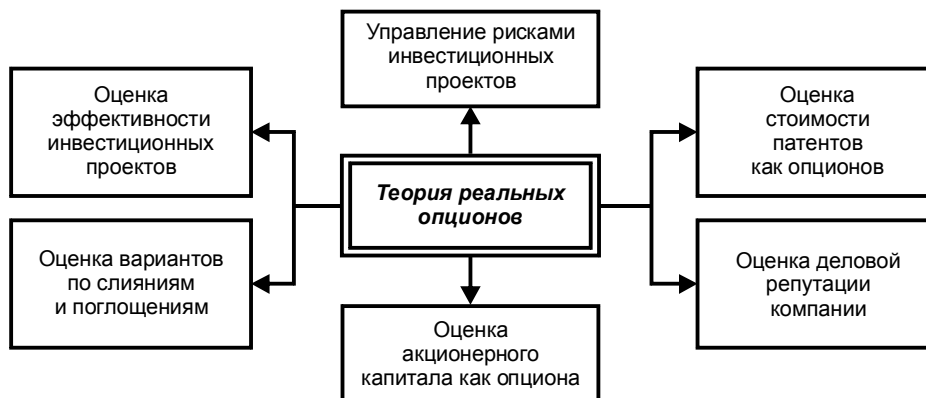 Управление рисками
инвестиционных
проектов
Оценка
эффективности
инвестиционных
проектов
Оценка
стоимости
патентов
как опционов
Теория реальных
опционов
Оценка вариантов
по слияниям
и поглощениям
Оценка деловой
репутации
компании
Оценка
акционерного
капитала как опциона